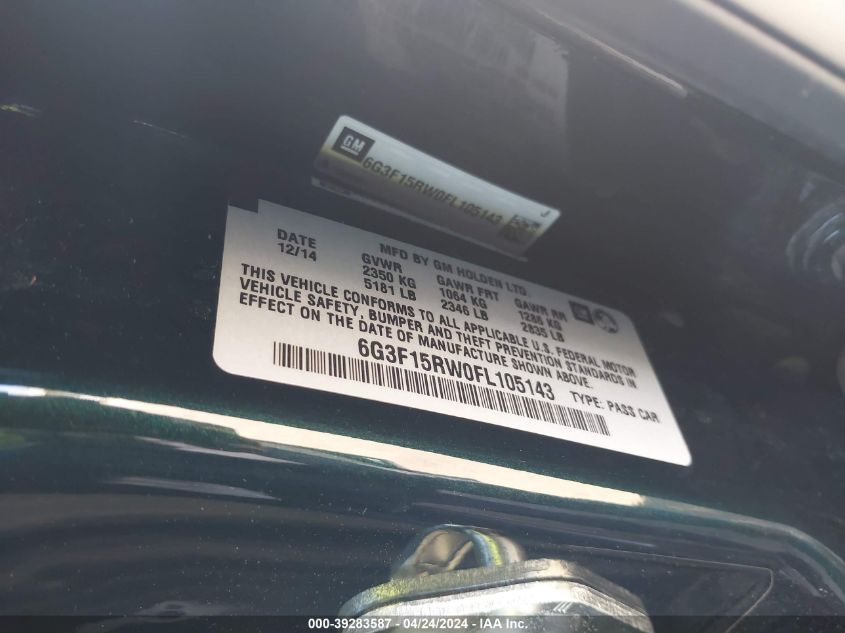 GM
6G3F15RW0FL105143
J
DATE
12/14
MFD BY GM HOLDEN LTD
GVWR GAWR FRT GAWR RR
2350 KG 1064 KG 1286 KG
5181 LB 2346 LB 2835 LB
THIS VEHICLE CONFORMS TO ALL APPLICABLE U.S. FEDERAL MOTOR
VEHICLE SAFETY, BUMPER AND THEFT PREVENTION STANDARDS IN
EFFECT ON THE DATE OF MANUFACTURE SHOWN ABOVE.
6G3F15RW0FL105143
TYPE: PASS CAR
000-39283587 - 04/24/2024 - IAA Inc.